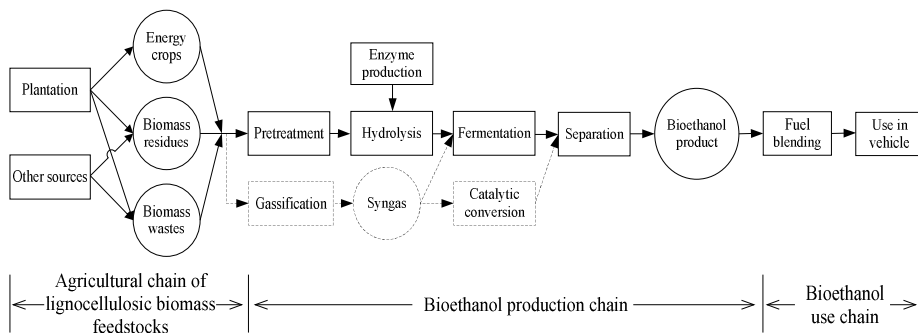 Energy
crops
Enzyme
production
Plantation
Biomass
residues
Pretreatment
Hydrolysis
Fermentation
Separation
Bioethanol
product
Fuel
blending
Use in
vehicle
Other sources
Biomass
wastes
Gassification
Syngas
Catalytic
conversion
Agricultural chain of
lignocellulosic biomass
feedstocks
Bioethanol production chain
Bioethanol
use chain